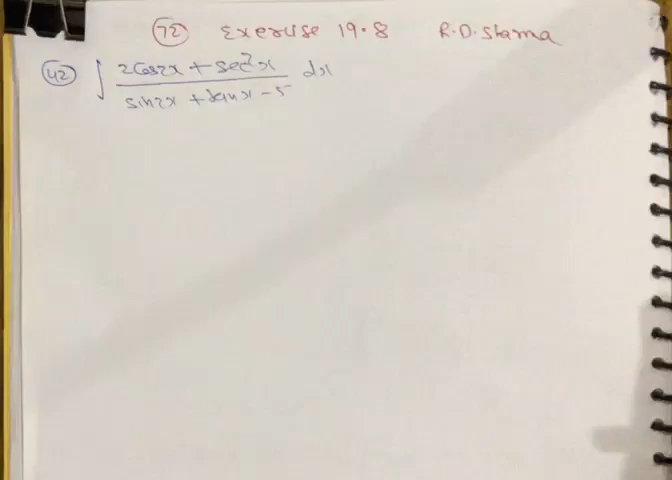 72 Exercise 19.8 R.D. Sharma
42 ∫ 2cos2x + sec²x / sin2x + tanx - 5 dx